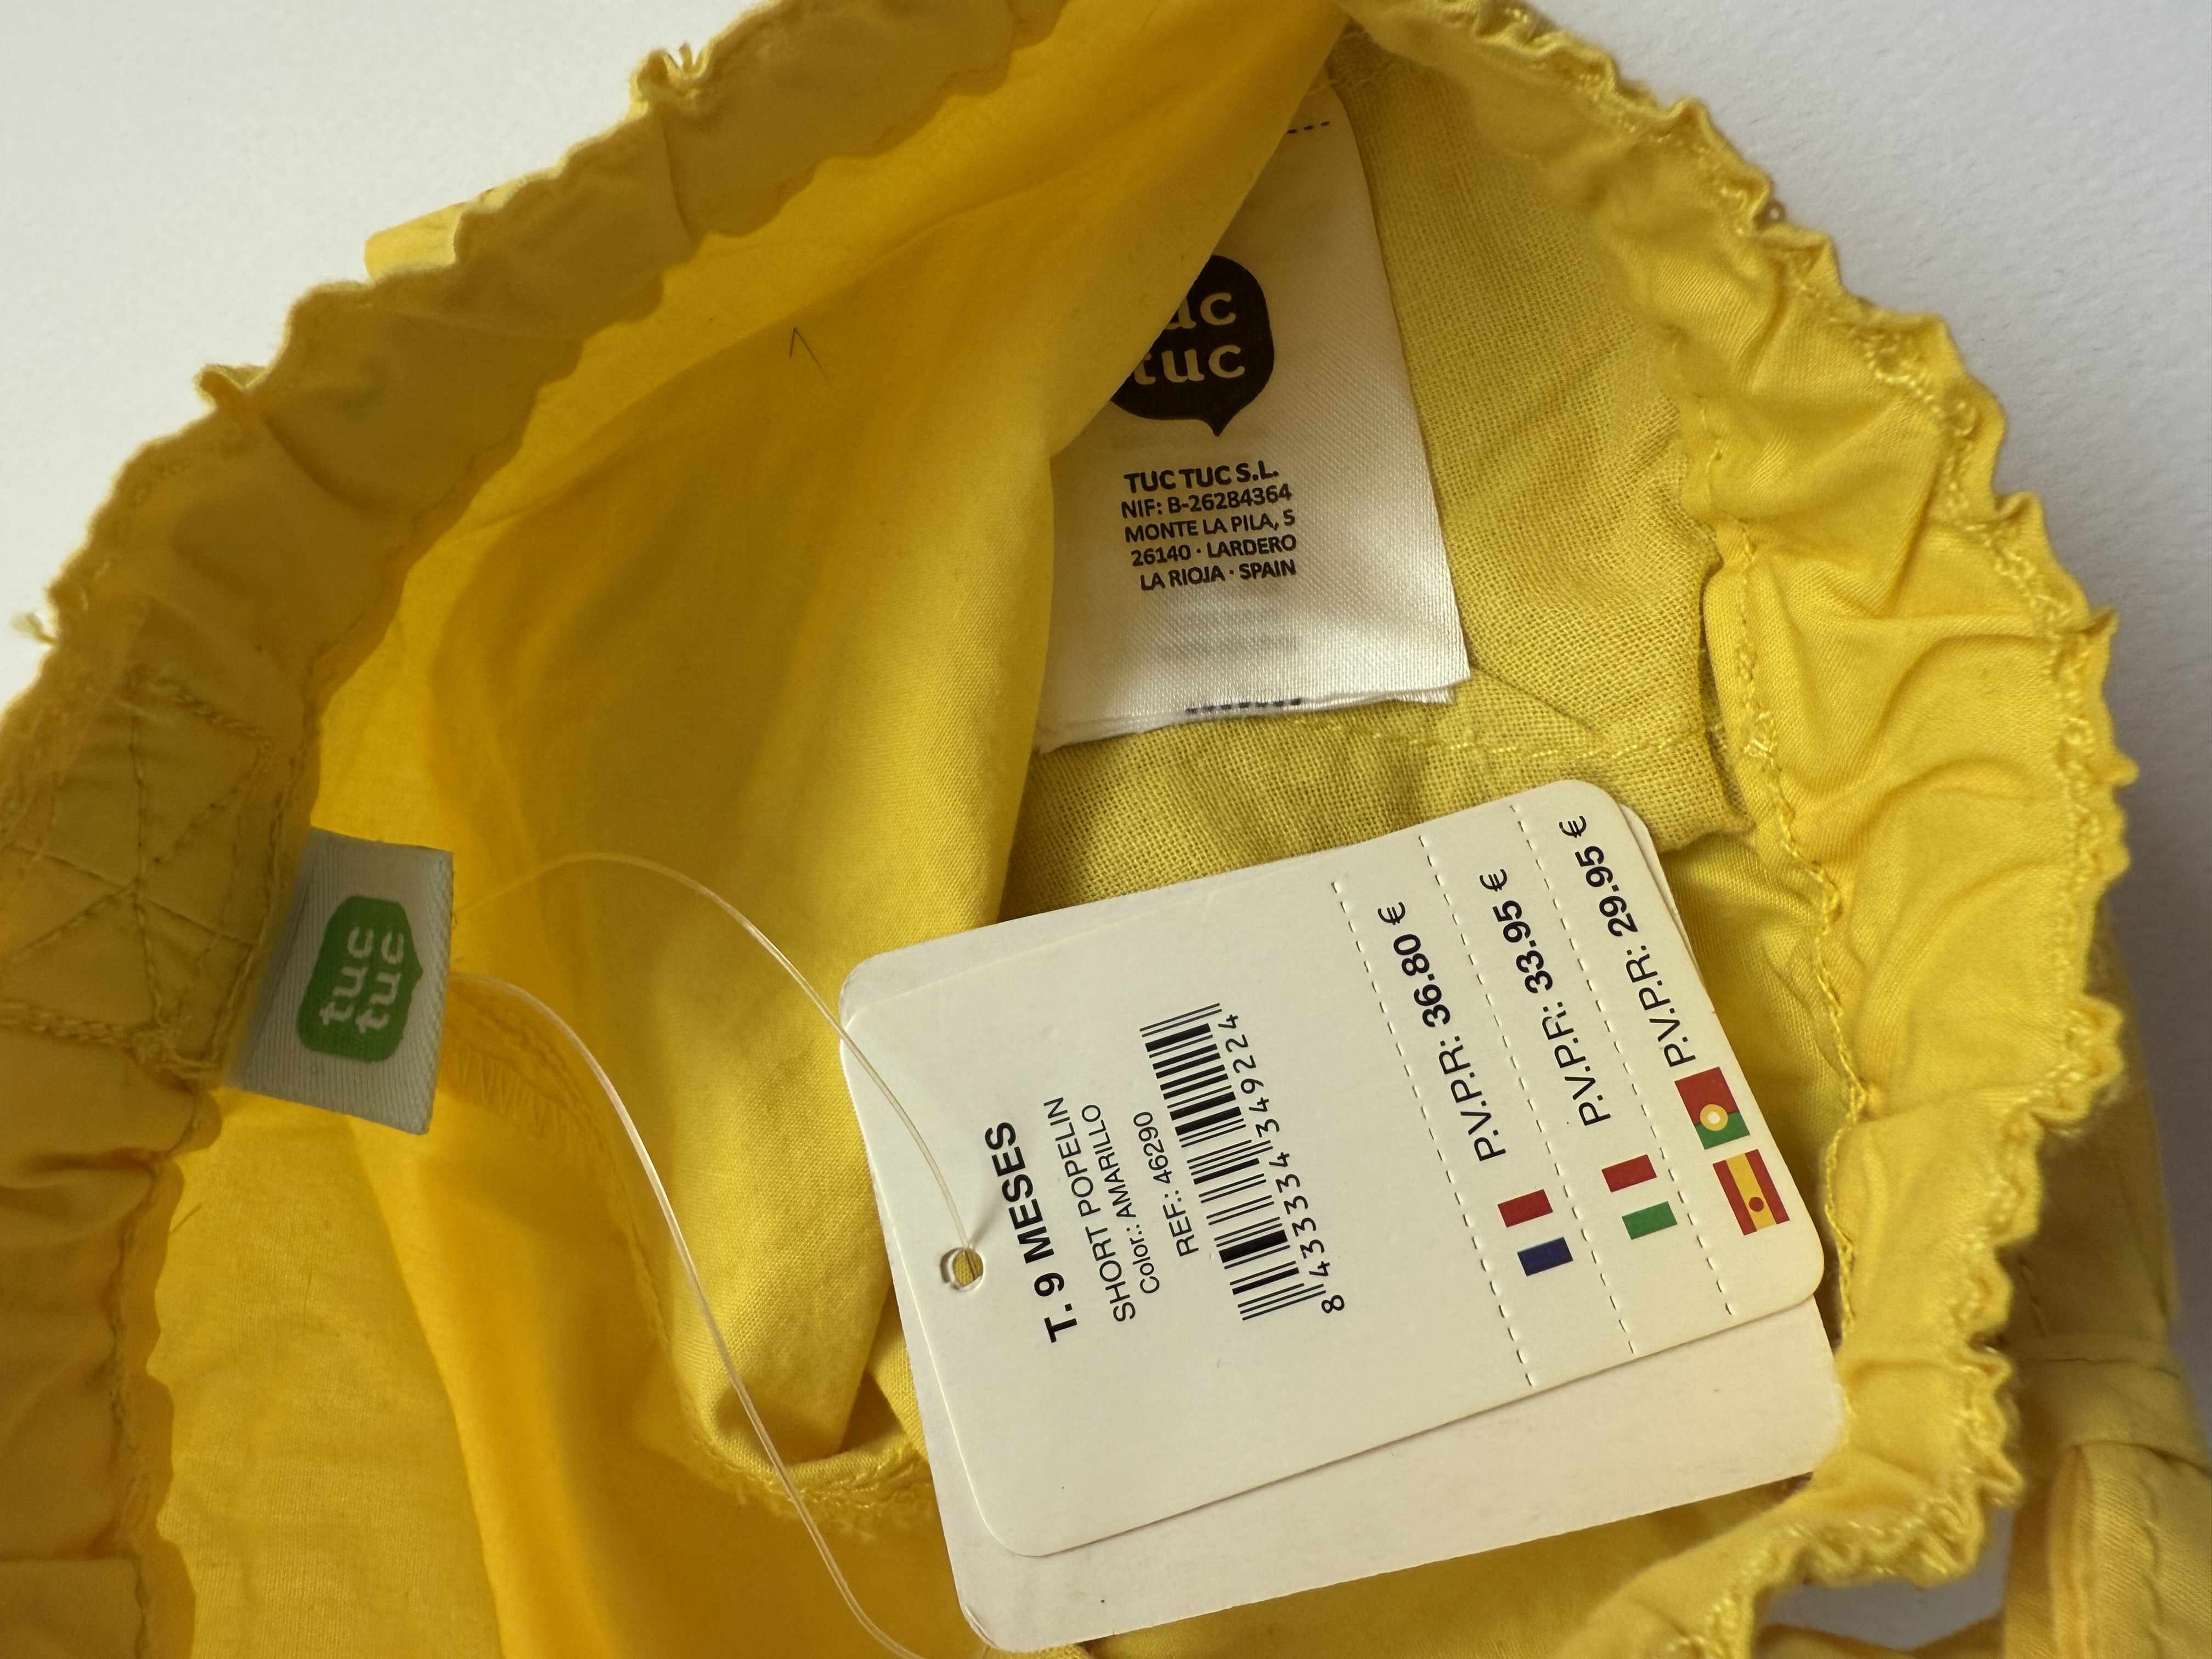 tuc
TUC TUC S.L.
NIF: B-26284364
MONTE LA PILA, 5
26140 · LARDERO
LA RIOJA · SPAIN
tuc
tuc
T. 9 MESES
SHORT POPELIN
Color.: AMARILLO
REF.: 46290
8 433334 349224
P.V.P.R: 36.80 €
P.V.P.R: 33.95 €
P.V.P.R: 29.95 €